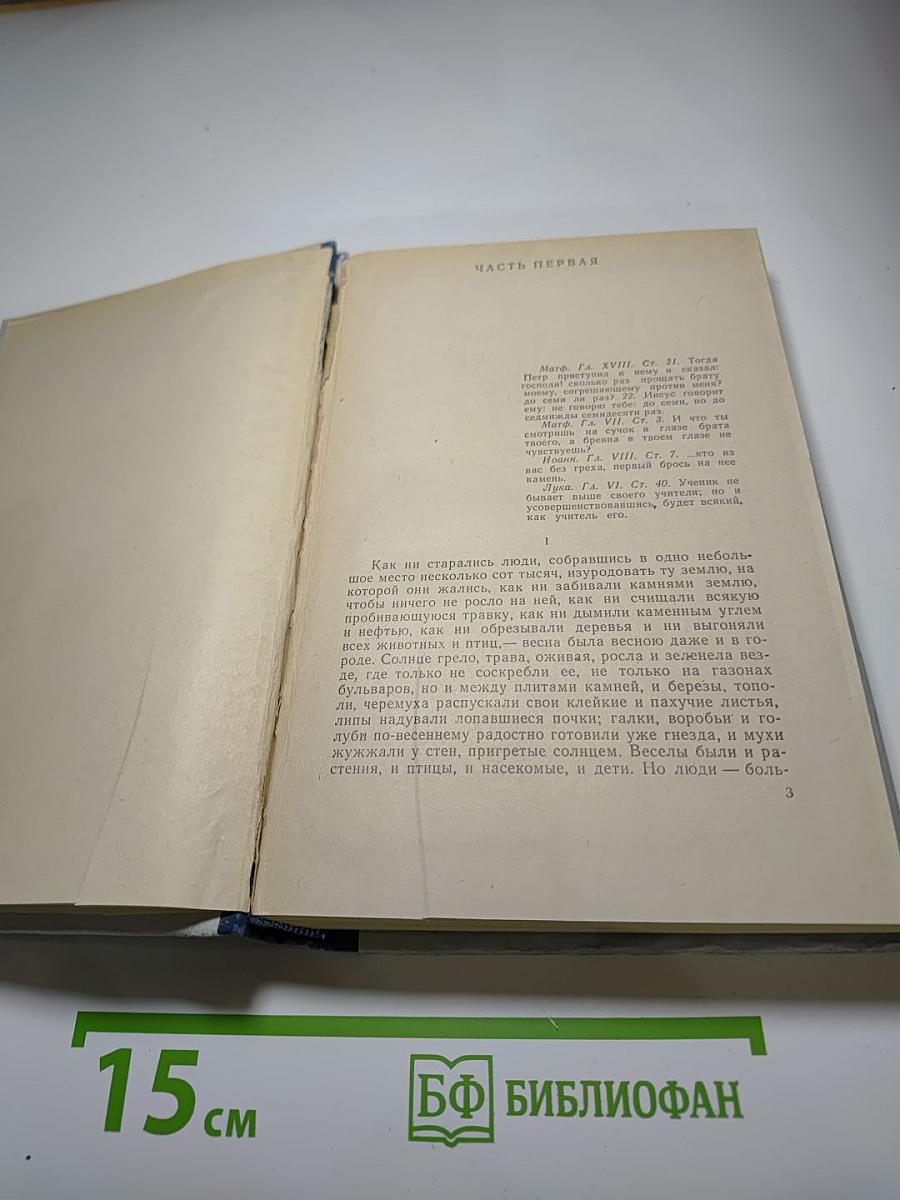 ЧАСТЬ ПЕРВАЯ
Матф. Гл. XVIII. Ст. 21. Тогда
Петр приступил к нему и сказал:
господи! сколько раз прощать брату
моему, согрешающему против меня?
до семи ли раз? 22. Иисус говорит
ему: не говорю тебе: до семи, но до
седмижды семидесяти раз.
Матф. Гл. VII. Ст. 3. И что ты
смотришь на сучок в глазе брата
твоего, а бревна в твоем глазе не
чувствуешь?
Иоанн. Гл. VIII. Ст. 7. ...кто из
вас без греха, первый брось на нее
камень.
Лука. Гл. VI. Ст. 40. Ученик не
бывает выше своего учителя; но и
усовершенствовавшись, будет всякий,
как учитель его.
1
Как ни старались люди, собравшись в одно неболь-
шое место несколько сот тысяч, изуродовать ту землю, на
которой они жались, как ни забивали камнями землю,
чтобы ничего не росло на ней, как ни счищали всякую
пробивающуюся травку, как ни дымили каменным углем
и нефтью, как ни обрезывали деревья и ни выгоняли
всех животных и птиц,— весна была весною даже и в го-
роде. Солнце грело, трава, оживая, росла и зеленела вез-
де, где только не соскребли ее, не только на газонах
бульваров, но и между плитами камней, и березы, топо-
ли, черемуха распускали свои клейкие и пахучие листья,
липы надували лопавшиеся почки; галки, воробьи и го-
луби по-весеннему радостно готовили уже гнезда, и мухи
жужжали у стен, пригретые солнцем. Веселы были и ра-
стения, и птицы, и насекомые, и дети. Но люди — боль-
3
15 см
БФ БИБЛИОФАН